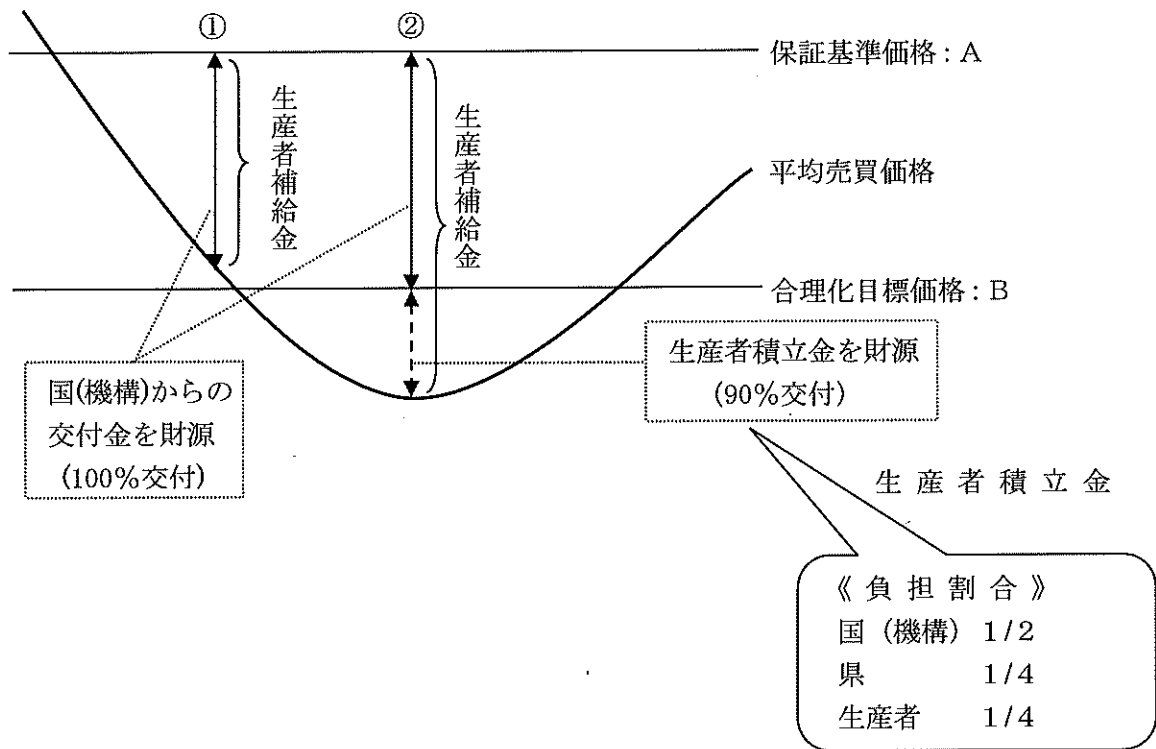 ①
②
保証基準価格：A
生産者補給金
生産者補給金
平均売買価格
合理化目標価格：B
国(機構)からの
交付金を財源
(100％交付)
生産者積立金を財源
(90％交付)
生 産 者 積 立 金
《 負 担 割 合 》
国（機構） 1/2
県 1/4
生産者 1/4